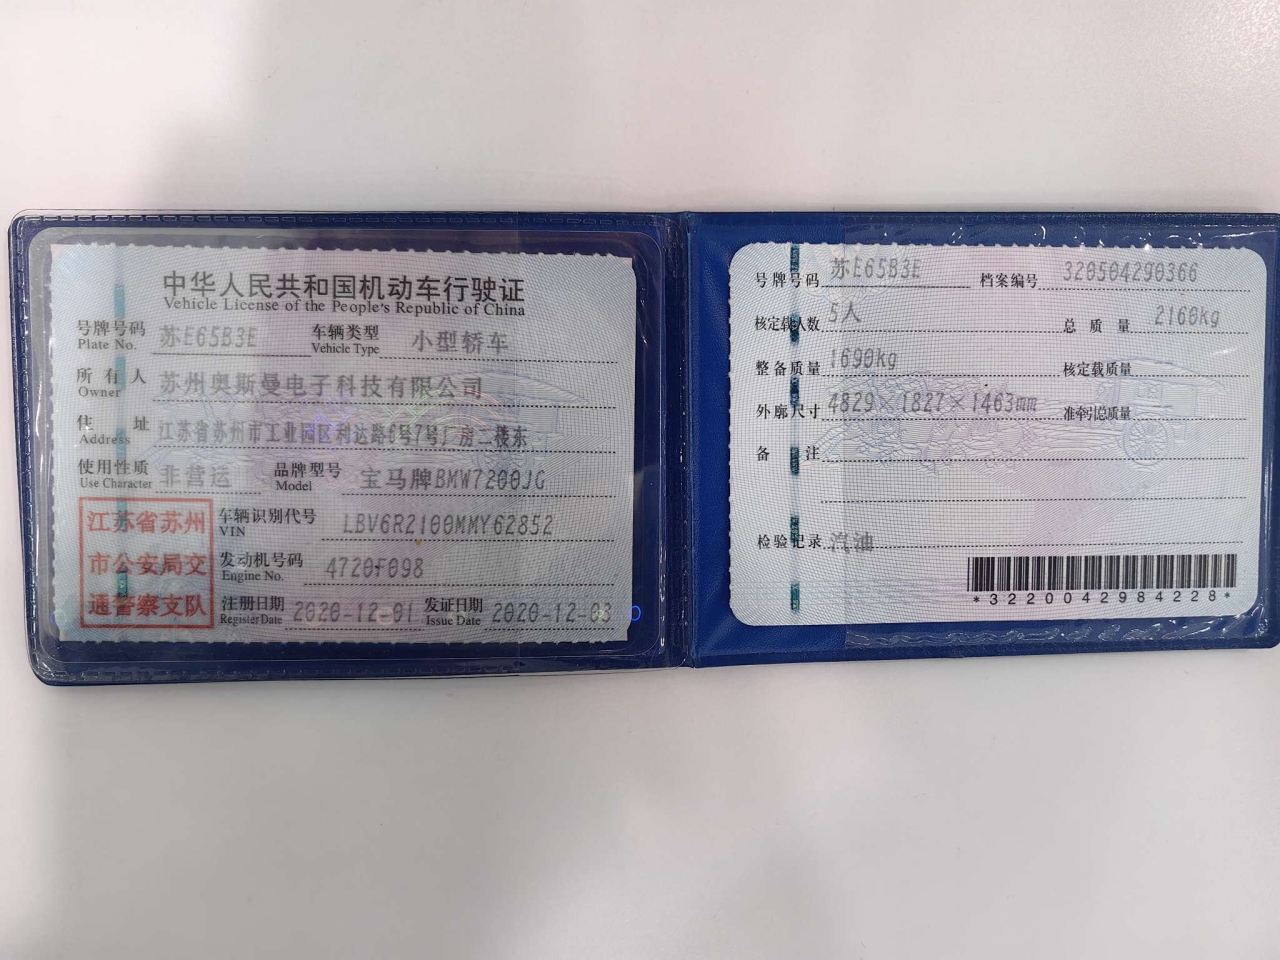 中华人民共和国机动车行驶证
Vehicle License of the People's Republic of China
号牌号码 苏E65B3E 车辆类型 小型轿车
Plate No. Vehicle Type
所有人 苏州奥斯曼电子科技有限公司
Owner
住址 江苏省苏州市工业园区利达路6号7号厂房二楼东
Address
使用性质 非营运 品牌型号 宝马牌BMW7200JG
Use Character Model
江苏省苏州
市公安局交
通警察支队
车辆识别代号 LBV6R2100MMY62852
VIN
发动机号码 4720F098
Engine No.
注册日期 2020-12-01 发证日期 2020-12-03
Register Date Issue Date
号牌号码 苏E65B3E 档案编号 320504290366
核定载人数 5人 总质量 2160kg
整备质量 1690kg 核定载质量
外廓尺寸 4829×1827×1463mm 准牵引总质量 —
备注
检验记录 汽油
*3220042984228*